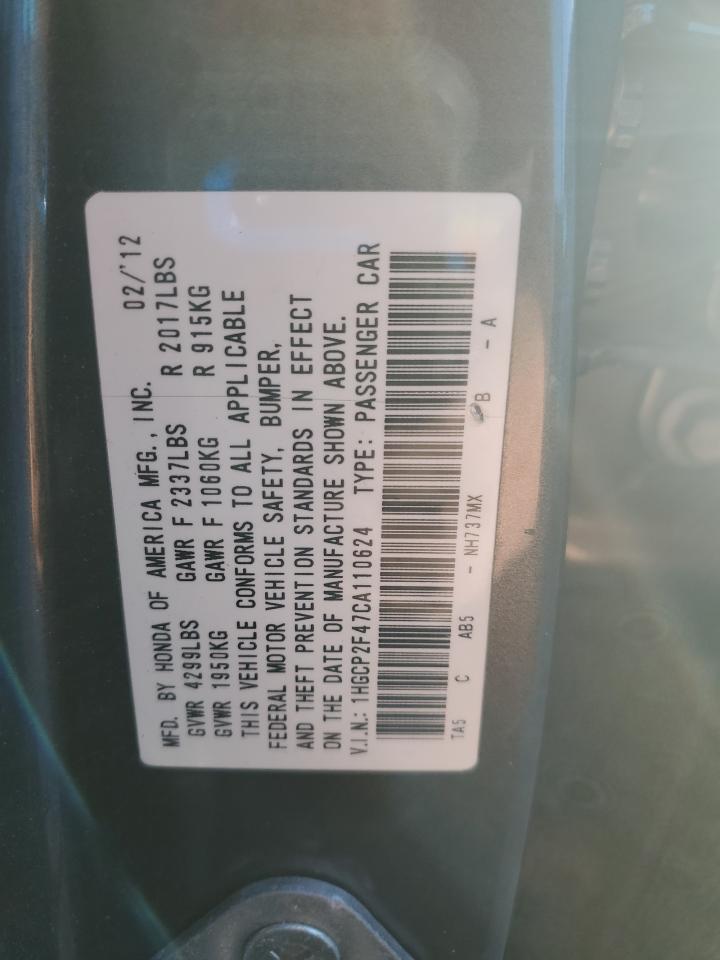 MFD. BY HONDA OF AMERICA MFG., INC. 02/'12
GVWR 4299LBS GAWR F 2337LBS R 2017LBS
GVWR 1950KG GAWR F 1060KG R 915KG
THIS VEHICLE CONFORMS TO ALL APPLICABLE
FEDERAL MOTOR VEHICLE SAFETY, BUMPER,
AND THEFT PREVENTION STANDARDS IN EFFECT
ON THE DATE OF MANUFACTURE SHOWN ABOVE.
V.I.N.: 1HGCP2F47CA110624 TYPE: PASSENGER CAR
TA5 C AB5 - NH737MX B - A